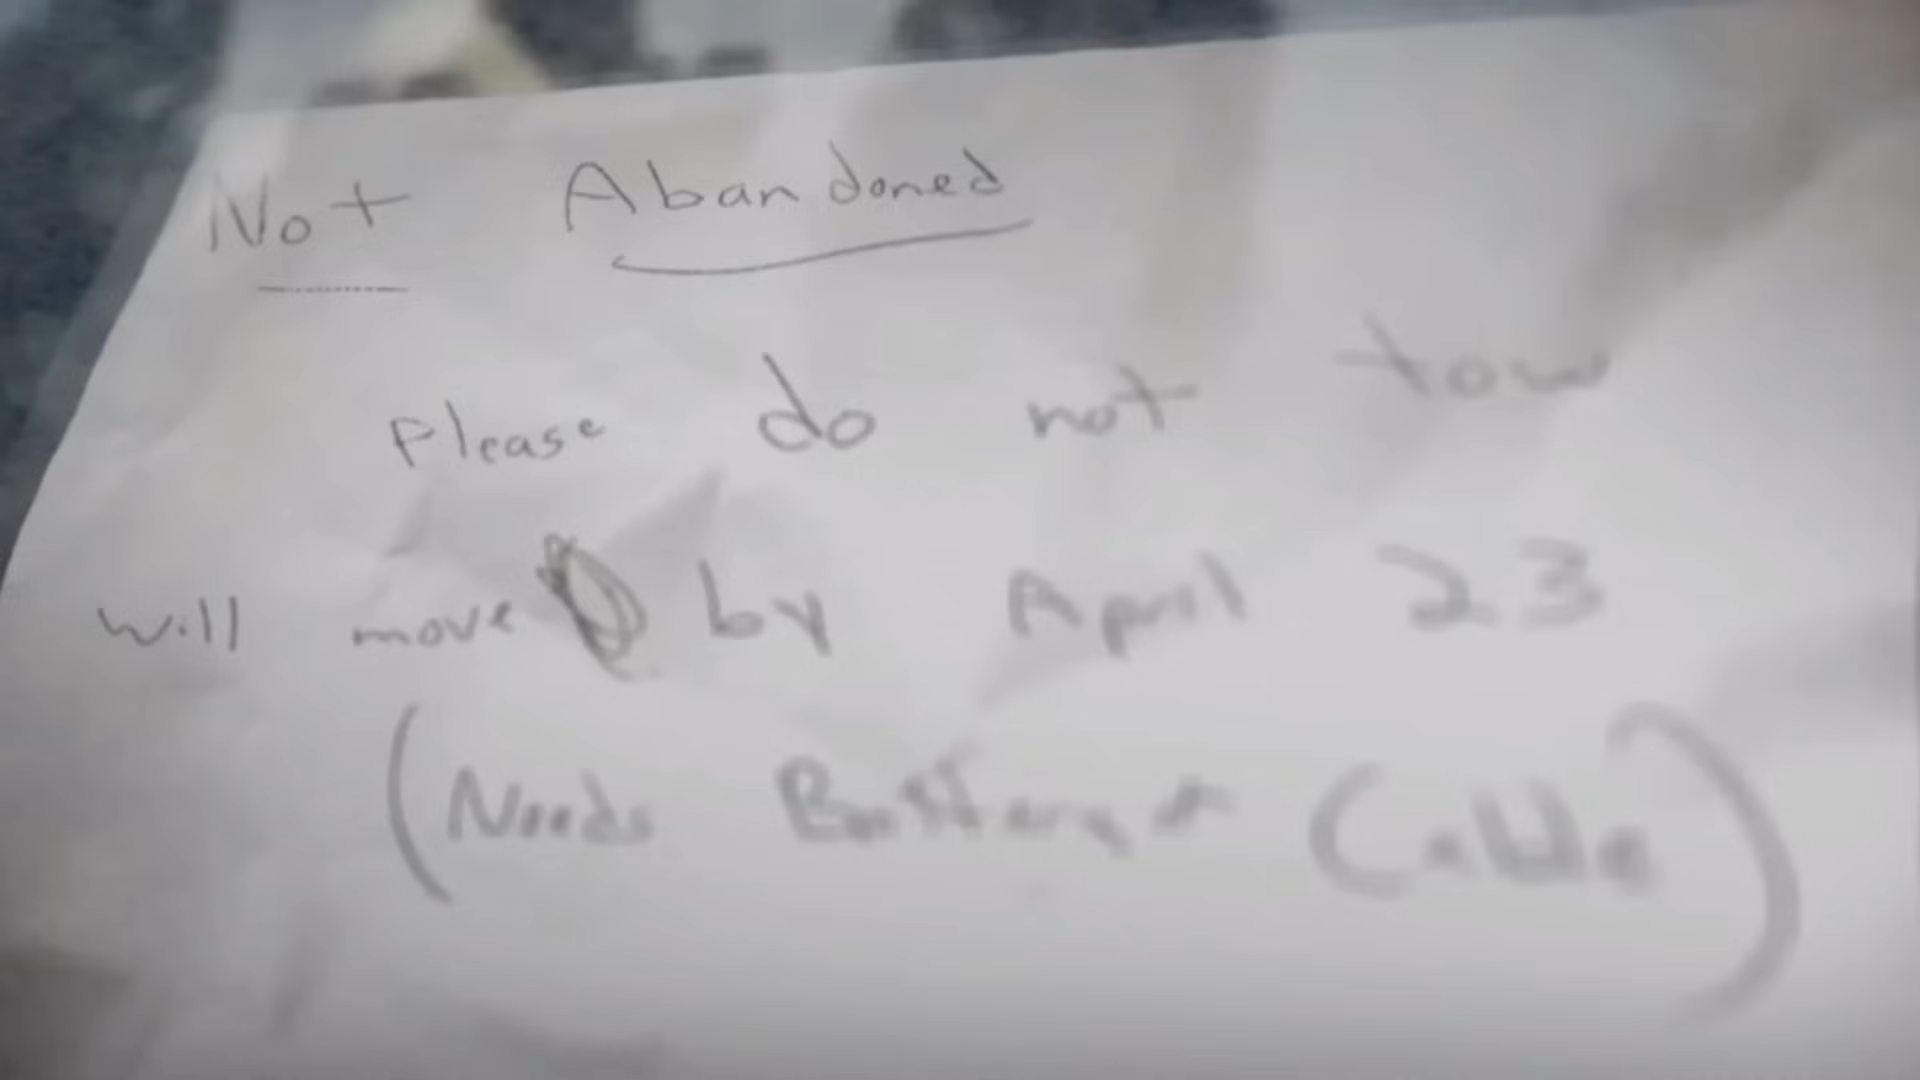 Not Abandoned
Please do not tow
will move by April 23
(Needs Battery + Cable)